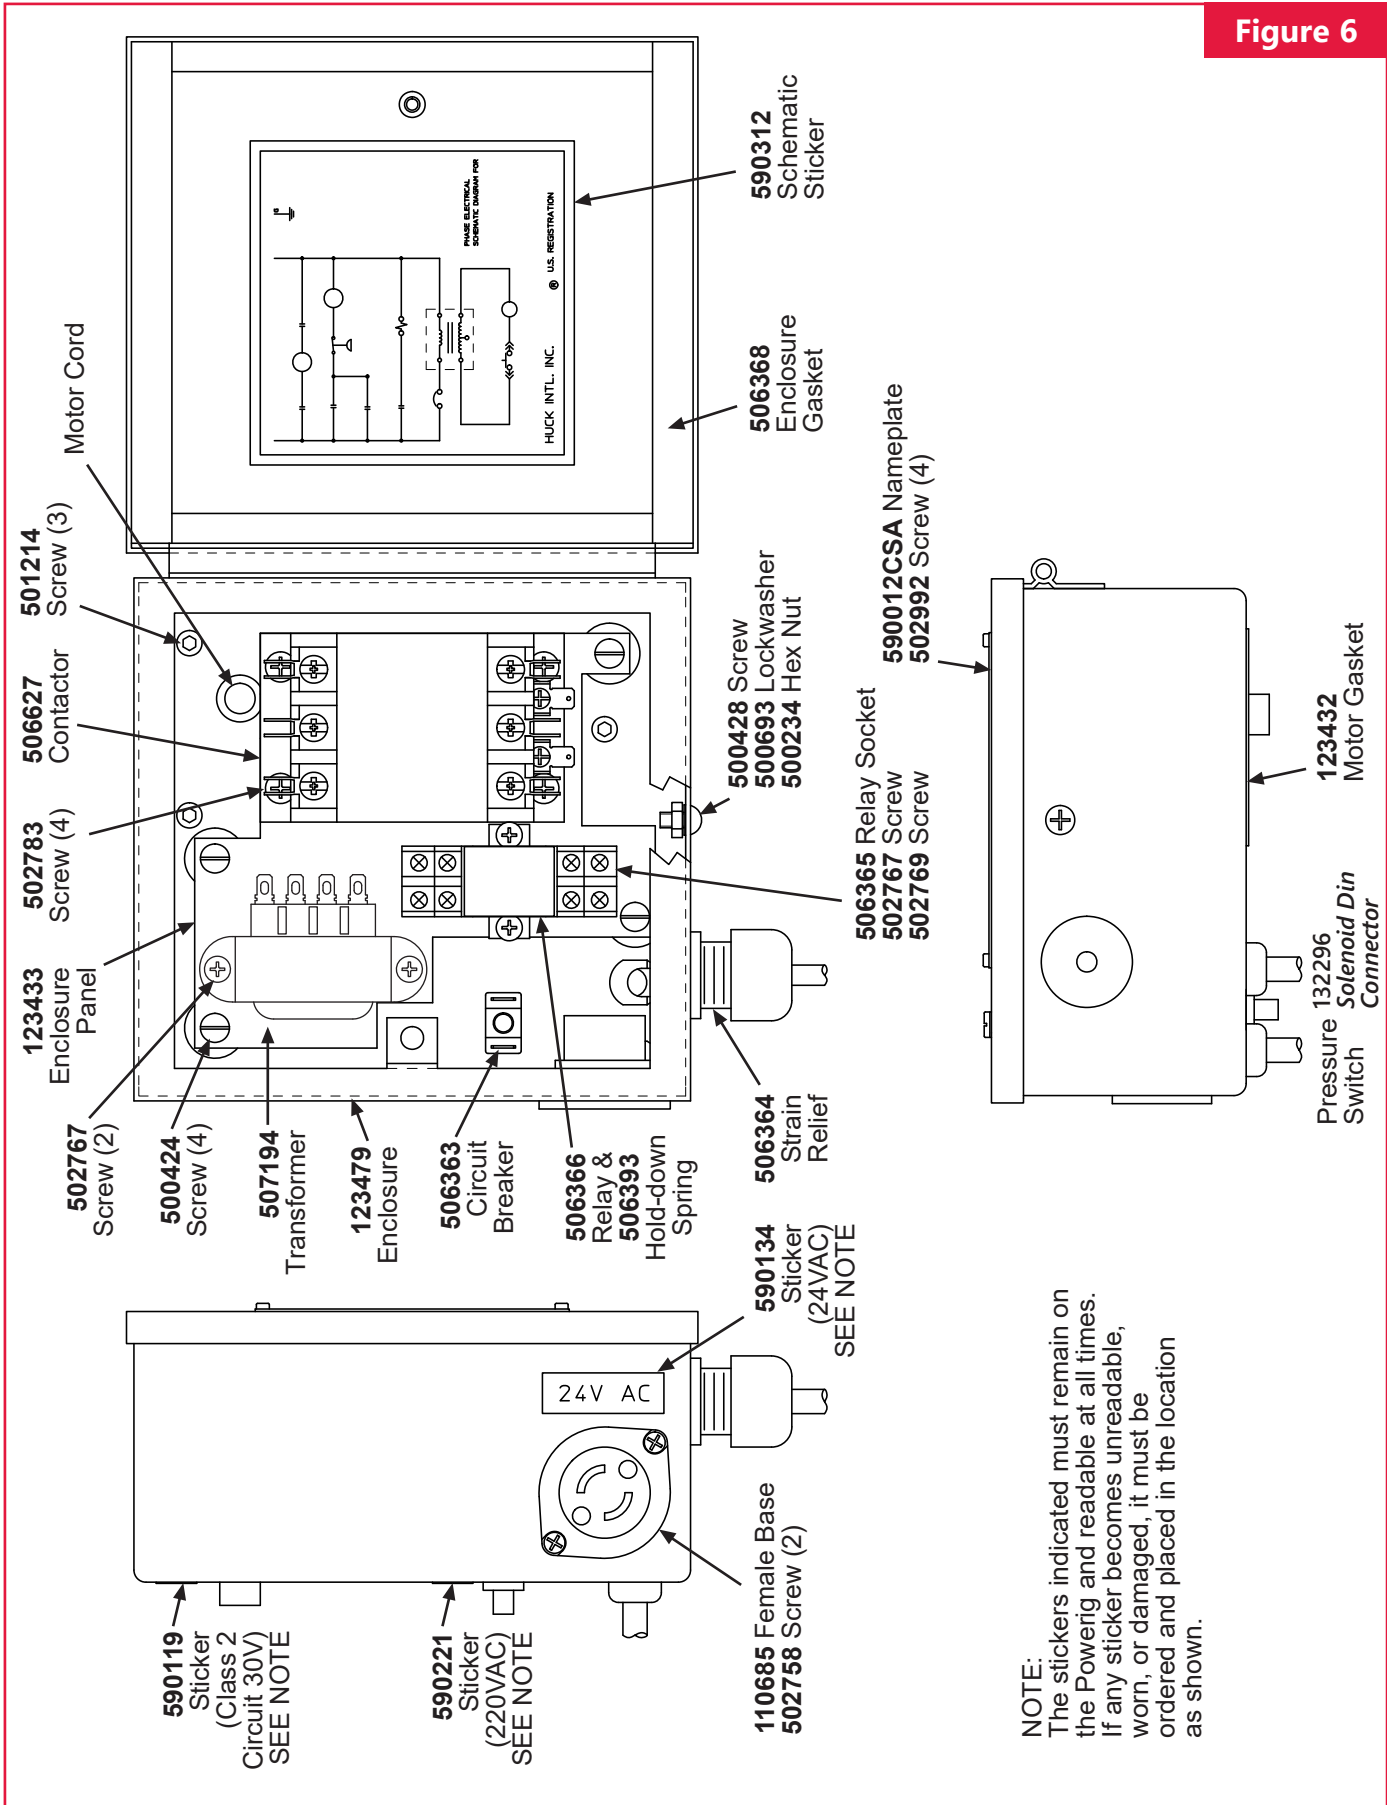 Figure 6
Motor Cord
501214
Screw (3)
506627
Contactor
502783
Screw (4)
123433
Enclosure
Panel
502767
Screw (2)
500424
Screw (4)
507194
Transformer
123479
Enclosure
506363
Circuit
Breaker
506366
Relay &
506393
Hold-down
Spring
506364
Strain
Relief
G
PHASE ELECTRICAL
SCHEMATIC DIAGRAM FOR
HUCK INTL. INC.
® U.S. REGISTRATION
590312
Schematic
Sticker
506368
Enclosure
Gasket
500428 Screw
500693 Lockwasher
500234 Hex Nut
506365 Relay Socket
502767 Screw
502769 Screw
590012CSA Nameplate
502992 Screw (4)
123432
Motor Gasket
132296
Solenoid Din
Connector
Pressure
Switch
590119
Sticker
(Class 2
Circuit 30V)
SEE NOTE
590221
Sticker
(220VAC)
SEE NOTE
24V AC
590134
Sticker
(24VAC)
SEE NOTE
110685 Female Base
502758 Screw (2)
NOTE:
The stickers indicated must remain on
the Powerig and readable at all times.
If any sticker becomes unreadable,
worn, or damaged, it must be
ordered and placed in the location
as shown.